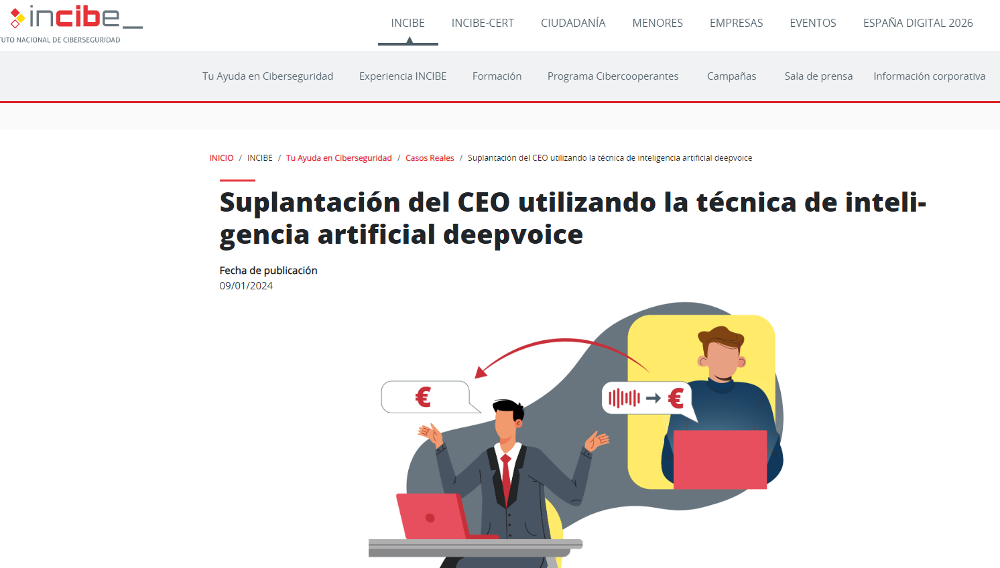 incibe_
TUTO NACIONAL DE CIBERSEGURIDAD
INCIBE INCIBE-CERT CIUDADANÍA MENORES EMPRESAS EVENTOS ESPAÑA DIGITAL 2026
Tu Ayuda en Ciberseguridad Experiencia INCIBE Formación Programa Cibercooperantes Campañas Sala de prensa Información corporativa
INICIO / INCIBE / Tu Ayuda en Ciberseguridad / Casos Reales / Suplantación del CEO utilizando la técnica de inteligencia artificial deepvoice
Suplantación del CEO utilizando la técnica de inteli-
gencia artificial deepvoice
Fecha de publicación
09/01/2024
€
€